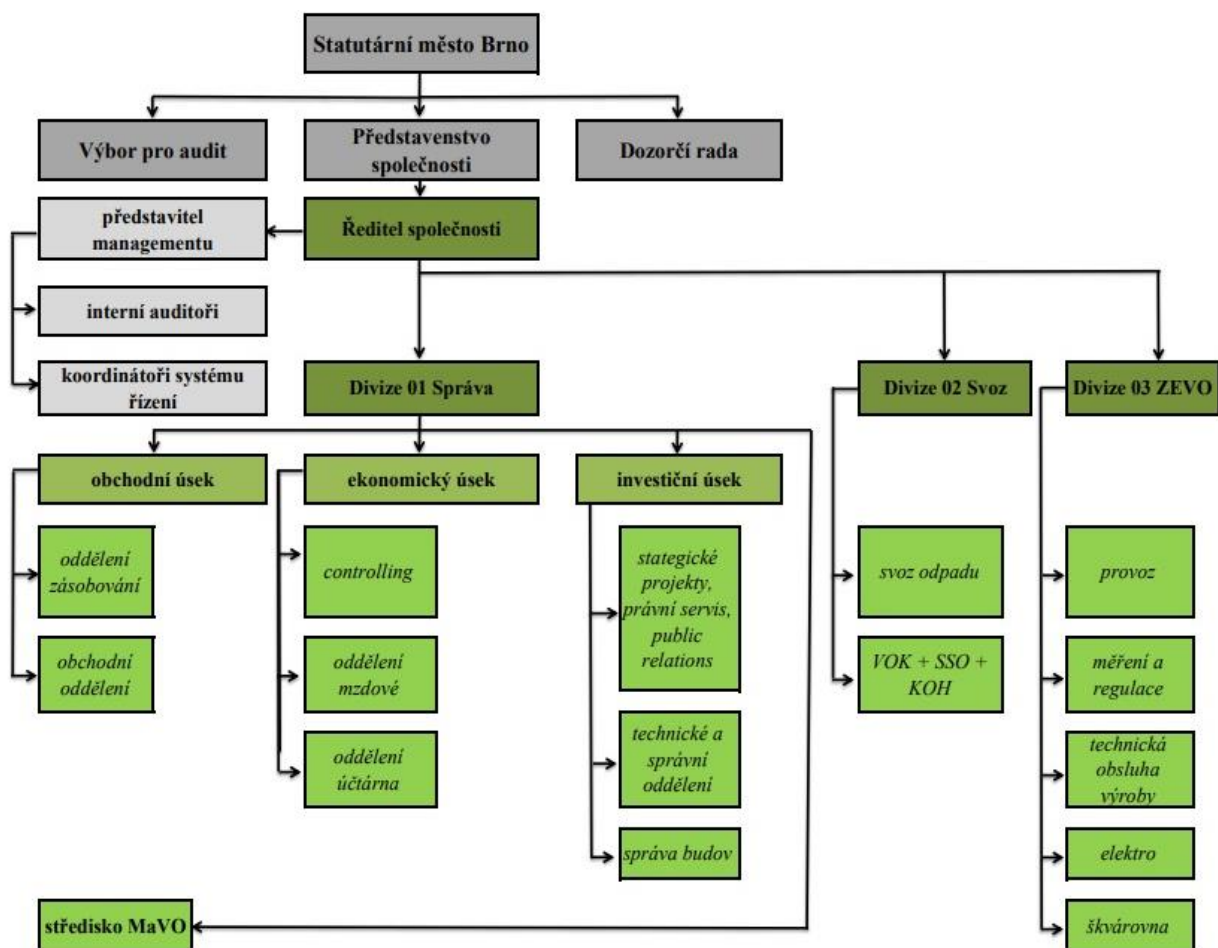 Statutární město Brno
Výbor pro audit
Představenstvo
společnosti
Dozorčí rada
představitel
managementu
Ředitel společnosti
interní auditoři
koordinátoři systému
řízení
Divize 01 Správa
Divize 02 Svoz
Divize 03 ZEVO
obchodní úsek
ekonomický úsek
investiční úsek
oddělení
zásobování
obchodní
oddělení
controlling
oddělení
mzdové
oddělení
účtárna
stategické
projekty,
právní servis,
public
relations
technické a
správní
oddělení
správa budov
svoz odpadu
VOK + SSO +
KOH
provoz
měření a
regulace
technická
obsluha
výroby
elektro
škvárovna
středisko MaVO